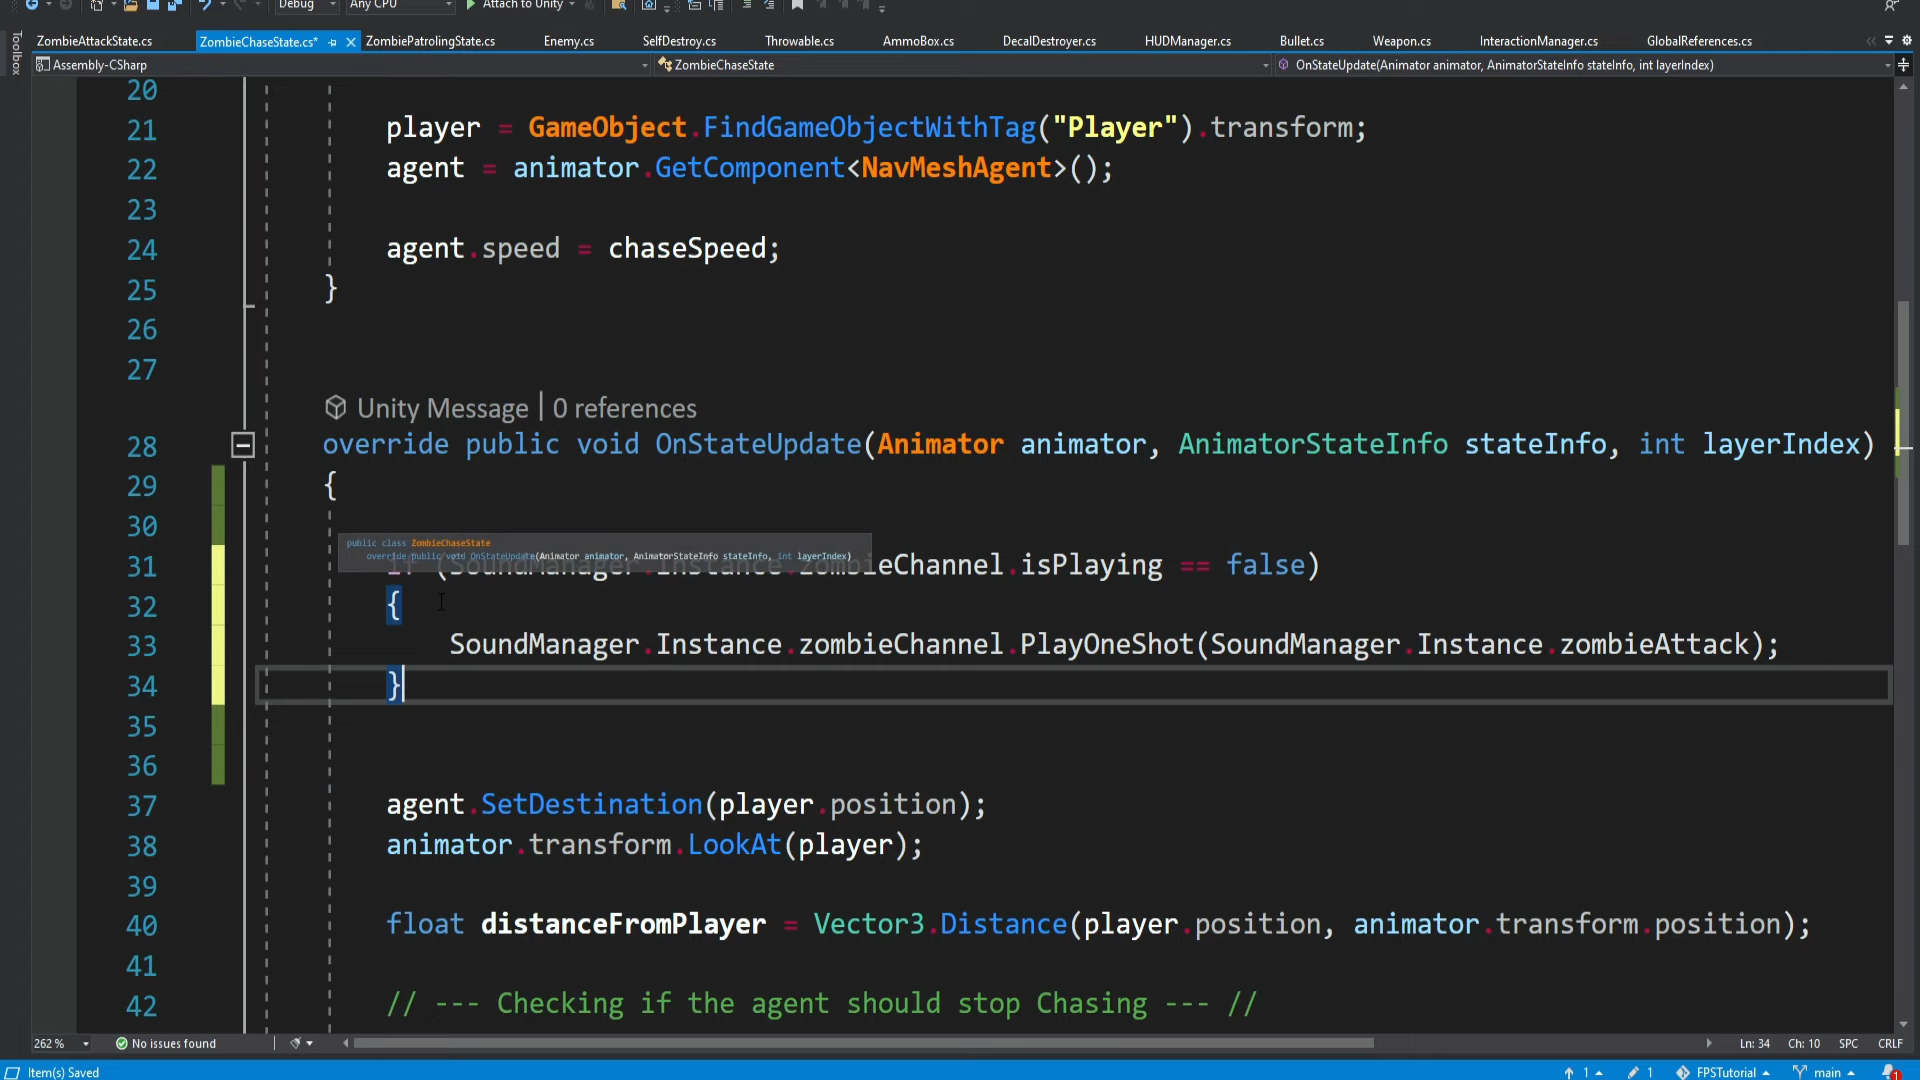 Debug
Any CPU
Attach to Unity
ZombieAttackState.cs
ZombieChaseState.cs*
ZombiePatrolingState.cs
Enemy.cs
SelfDestroy.cs
Throwable.cs
AmmoBox.cs
DecalDestroyer.cs
HUDManager.cs
Bullet.cs
Weapon.cs
InteractionManager.cs
GlobalReferences.cs
Toolbox
Assembly-CSharp
ZombieChaseState
OnStateUpdate(Animator animator, AnimatorStateInfo stateInfo, int layerIndex)
20
21 player = GameObject.FindGameObjectWithTag("Player").transform;
22 agent = animator.GetComponent<NavMeshAgent>();
23
24 agent.speed = chaseSpeed;
25 }
26
27
Unity Message | 0 references
28 override public void OnStateUpdate(Animator animator, AnimatorStateInfo stateInfo, int layerIndex)
29 {
30
public class ZombieChaseState
override public void OnStateUpdate(Animator animator, AnimatorStateInfo stateInfo, int layerIndex)
31 if (SoundManager.Instance.zombieChannel.isPlaying == false)
32 {
33 SoundManager.Instance.zombieChannel.PlayOneShot(SoundManager.Instance.zombieAttack);
34 }
35
36
37 agent.SetDestination(player.position);
38 animator.transform.LookAt(player);
39
40 float distanceFromPlayer = Vector3.Distance(player.position, animator.transform.position);
41
42 // --- Checking if the agent should stop Chasing --- //
262 %
No issues found
Ln: 34
Ch: 10
SPC
CRLF
Item(s) Saved
1
1
FPSTutorial
main
1